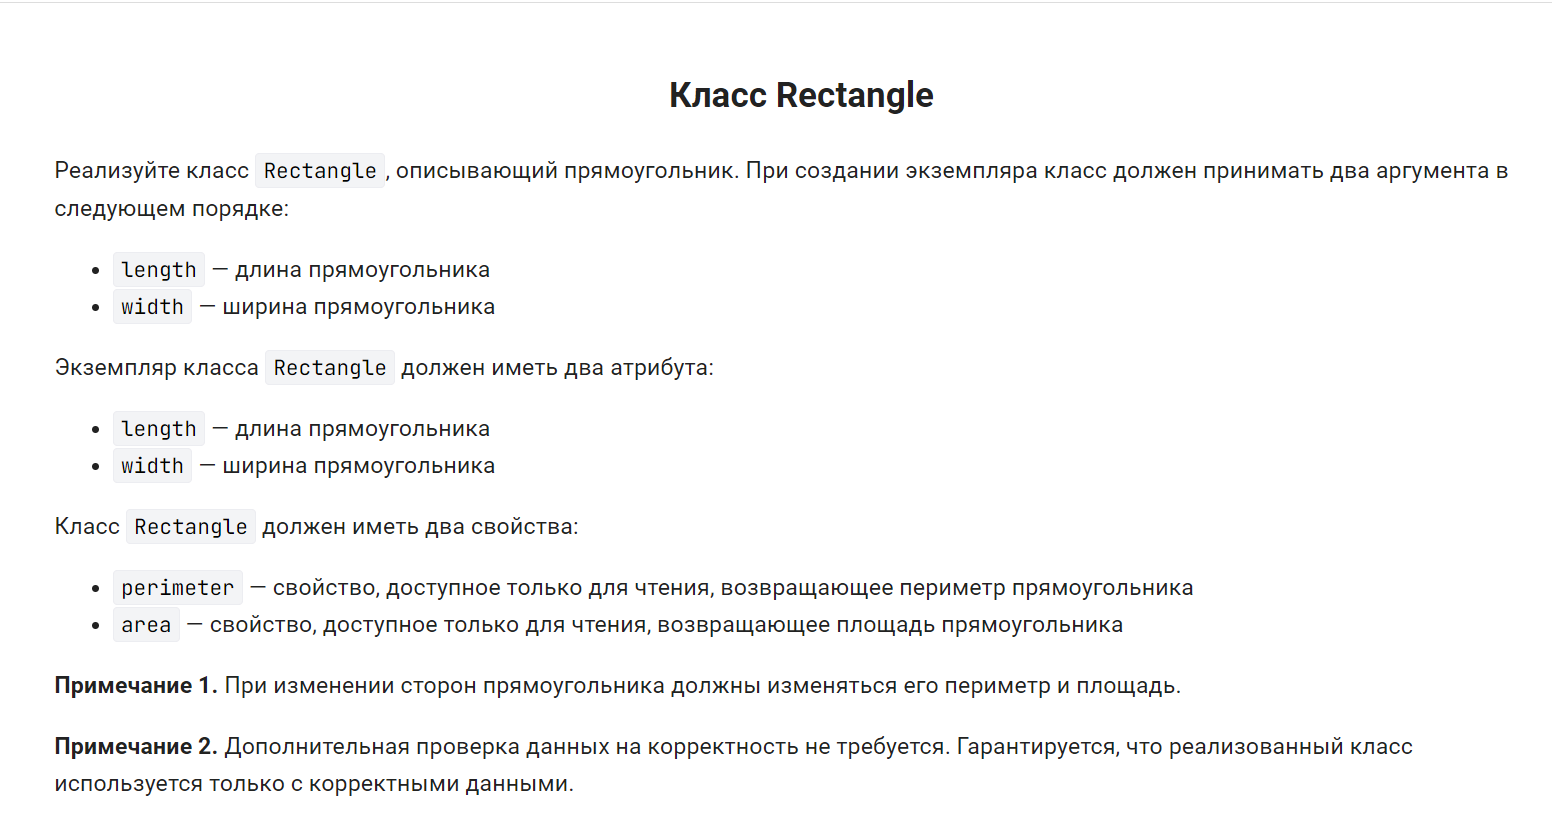 Класс Rectangle
Реализуйте класс Rectangle, описывающий прямоугольник. При создании экземпляра класс должен принимать два аргумента в
следующем порядке:
• length — длина прямоугольника
• width — ширина прямоугольника
Экземпляр класса Rectangle должен иметь два атрибута:
• length — длина прямоугольника
• width — ширина прямоугольника
Класс Rectangle должен иметь два свойства:
• perimeter — свойство, доступное только для чтения, возвращающее периметр прямоугольника
• area — свойство, доступное только для чтения, возвращающее площадь прямоугольника
Примечание 1. При изменении сторон прямоугольника должны изменяться его периметр и площадь.
Примечание 2. Дополнительная проверка данных на корректность не требуется. Гарантируется, что реализованный класс
используется только с корректными данными.